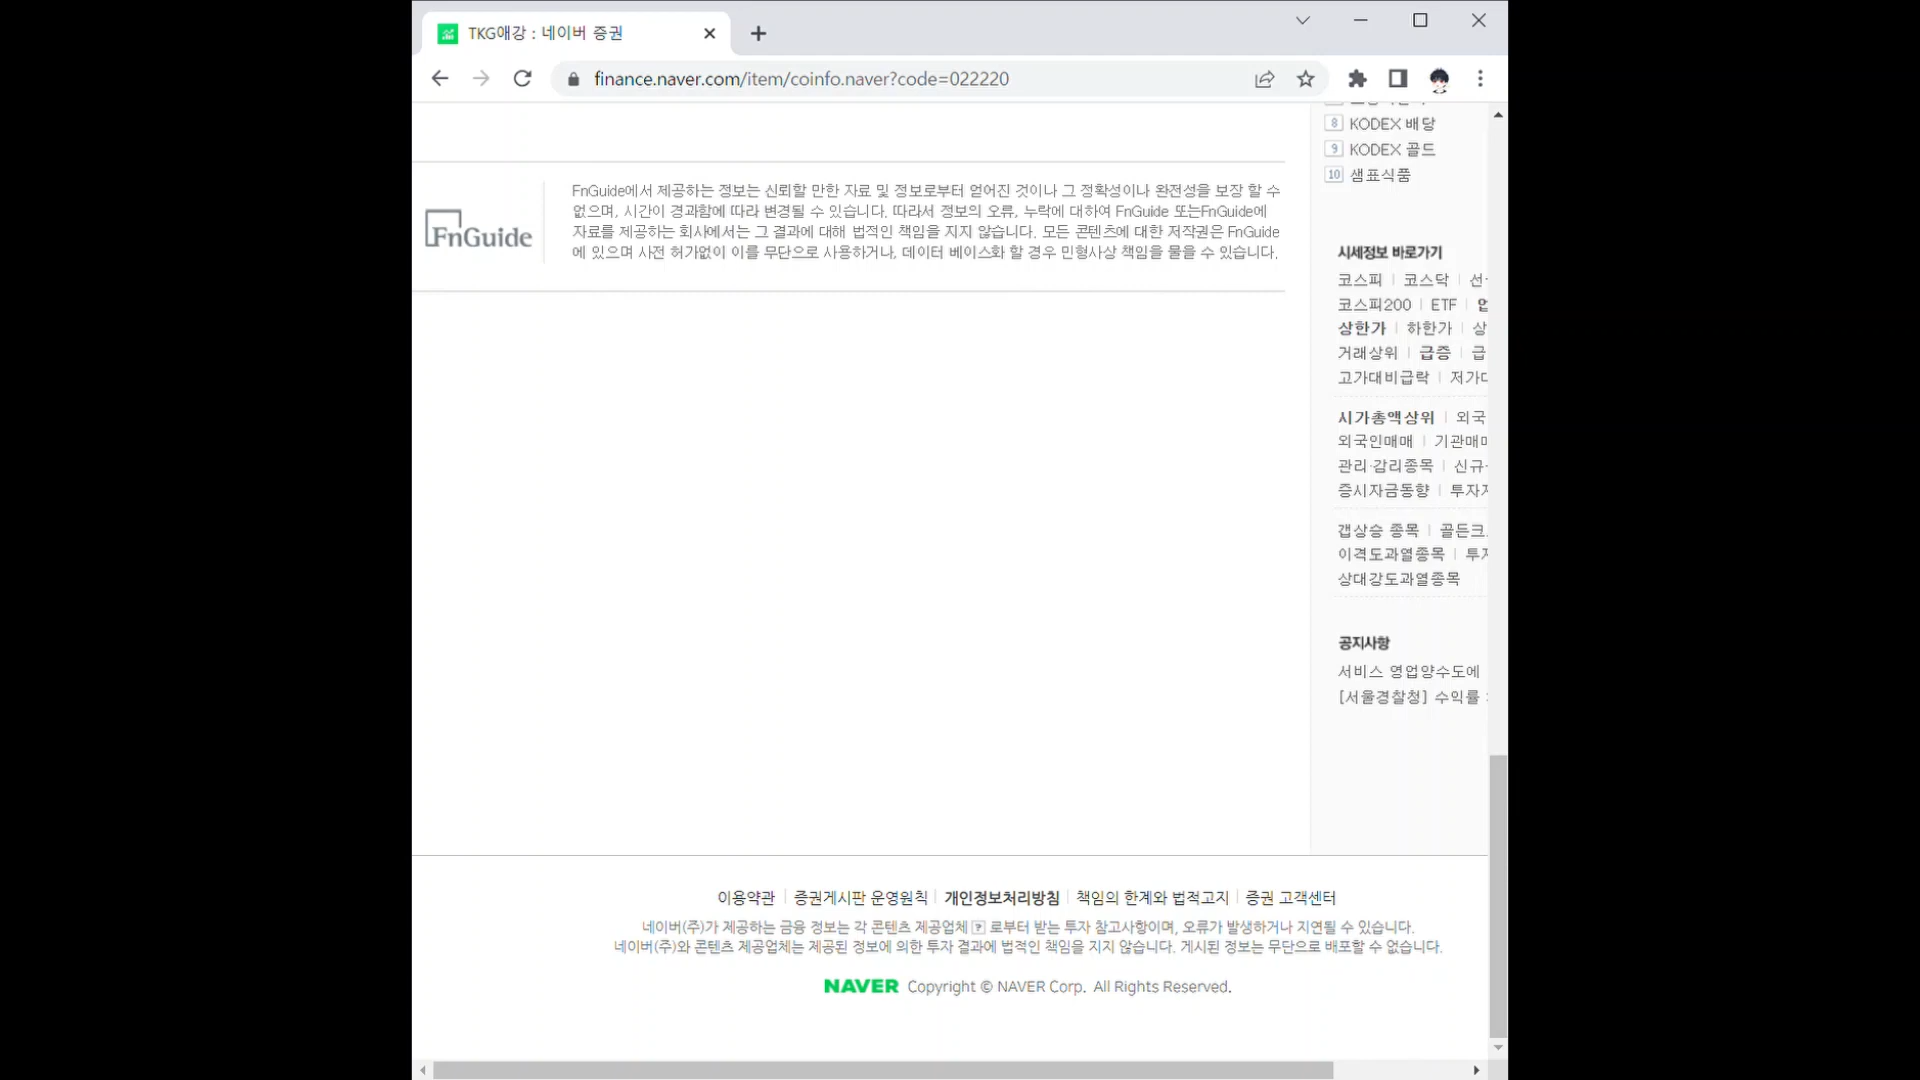 TKG애강 : 네이버 증권
finance.naver.com/item/coinfo.naver?code=022220
8 KODEX 배당
9 KODEX 골드
10 샘표식품
FnGuide
FnGuide에서 제공하는 정보는 신뢰할 만한 자료 및 정보로부터 얻어진 것이나 그 정확성이나 완전성을 보장 할 수
없으며, 시간이 경과함에 따라 변경될 수 있습니다. 따라서 정보의 오류, 누락에 대하여 FnGuide 또는FnGuide에
자료를 제공하는 회사에서는 그 결과에 대해 법적인 책임을 지지 않습니다. 모든 콘텐츠에 대한 저작권은 FnGuide
에 있으며 사전 허가없이 이를 무단으로 사용하거나, 데이터 베이스화 할 경우 민형사상 책임을 물을 수 있습니다.
시세정보 바로가기
코스피 코스닥 선
코스피200 ETF
상한가 하한가 상
거래상위 급증 급
고가대비급락 저가
시가총액상위 외국
외국인매매 기관매
관리·감리종목 신규
증시자금동향 투자
갭상승 종목 골든크
이격도과열종목 투
상대강도과열종목
공지사항
서비스 영업양수도에
[서울경찰청] 수익률
이용약관 증권게시판 운영원칙 개인정보처리방침 책임의 한계와 법적고지 증권 고객센터
네이버(주)가 제공하는 금융 정보는 각 콘텐츠 제공업체 ? 로부터 받는 투자 참고사항이며, 오류가 발생하거나 지연될 수 있습니다.
네이버(주)와 콘텐츠 제공업체는 제공된 정보에 의한 투자 결과에 법적인 책임을 지지 않습니다. 게시된 정보는 무단으로 배포할 수 없습니다.
NAVER Copyright © NAVER Corp. All Rights Reserved.